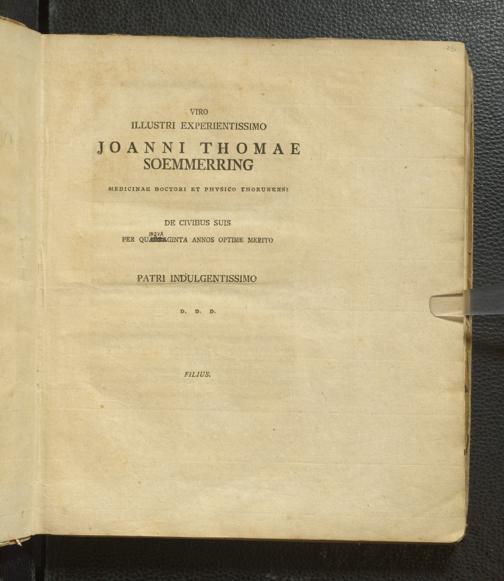 VIRO
ILLUSTRI EXPERIENTISSIMO
JOANNI THOMAE
SOEMMERRING
MEDICINAE DOCTORI ET PHYSICO THORUNENSI
DE CIVIBUS SUIS
PER QUADRAGINTA ANNOS OPTIME MERITO
PATRI INDULGENTISSIMO
D. D. D.
FILIUS.